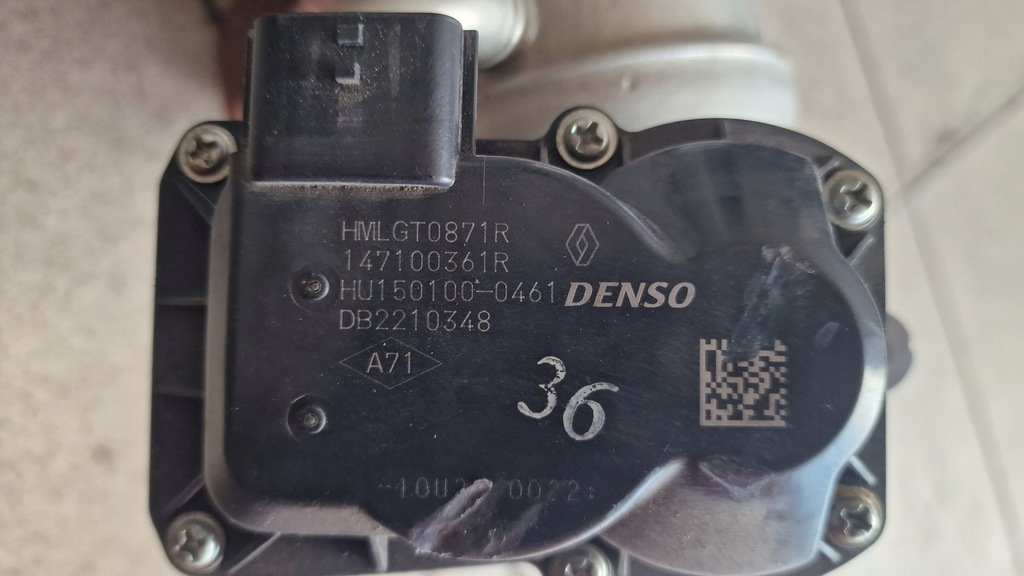 HMLGT0871R
147100361R
HU150100-0461 DENSO
DB2210348
A71
36